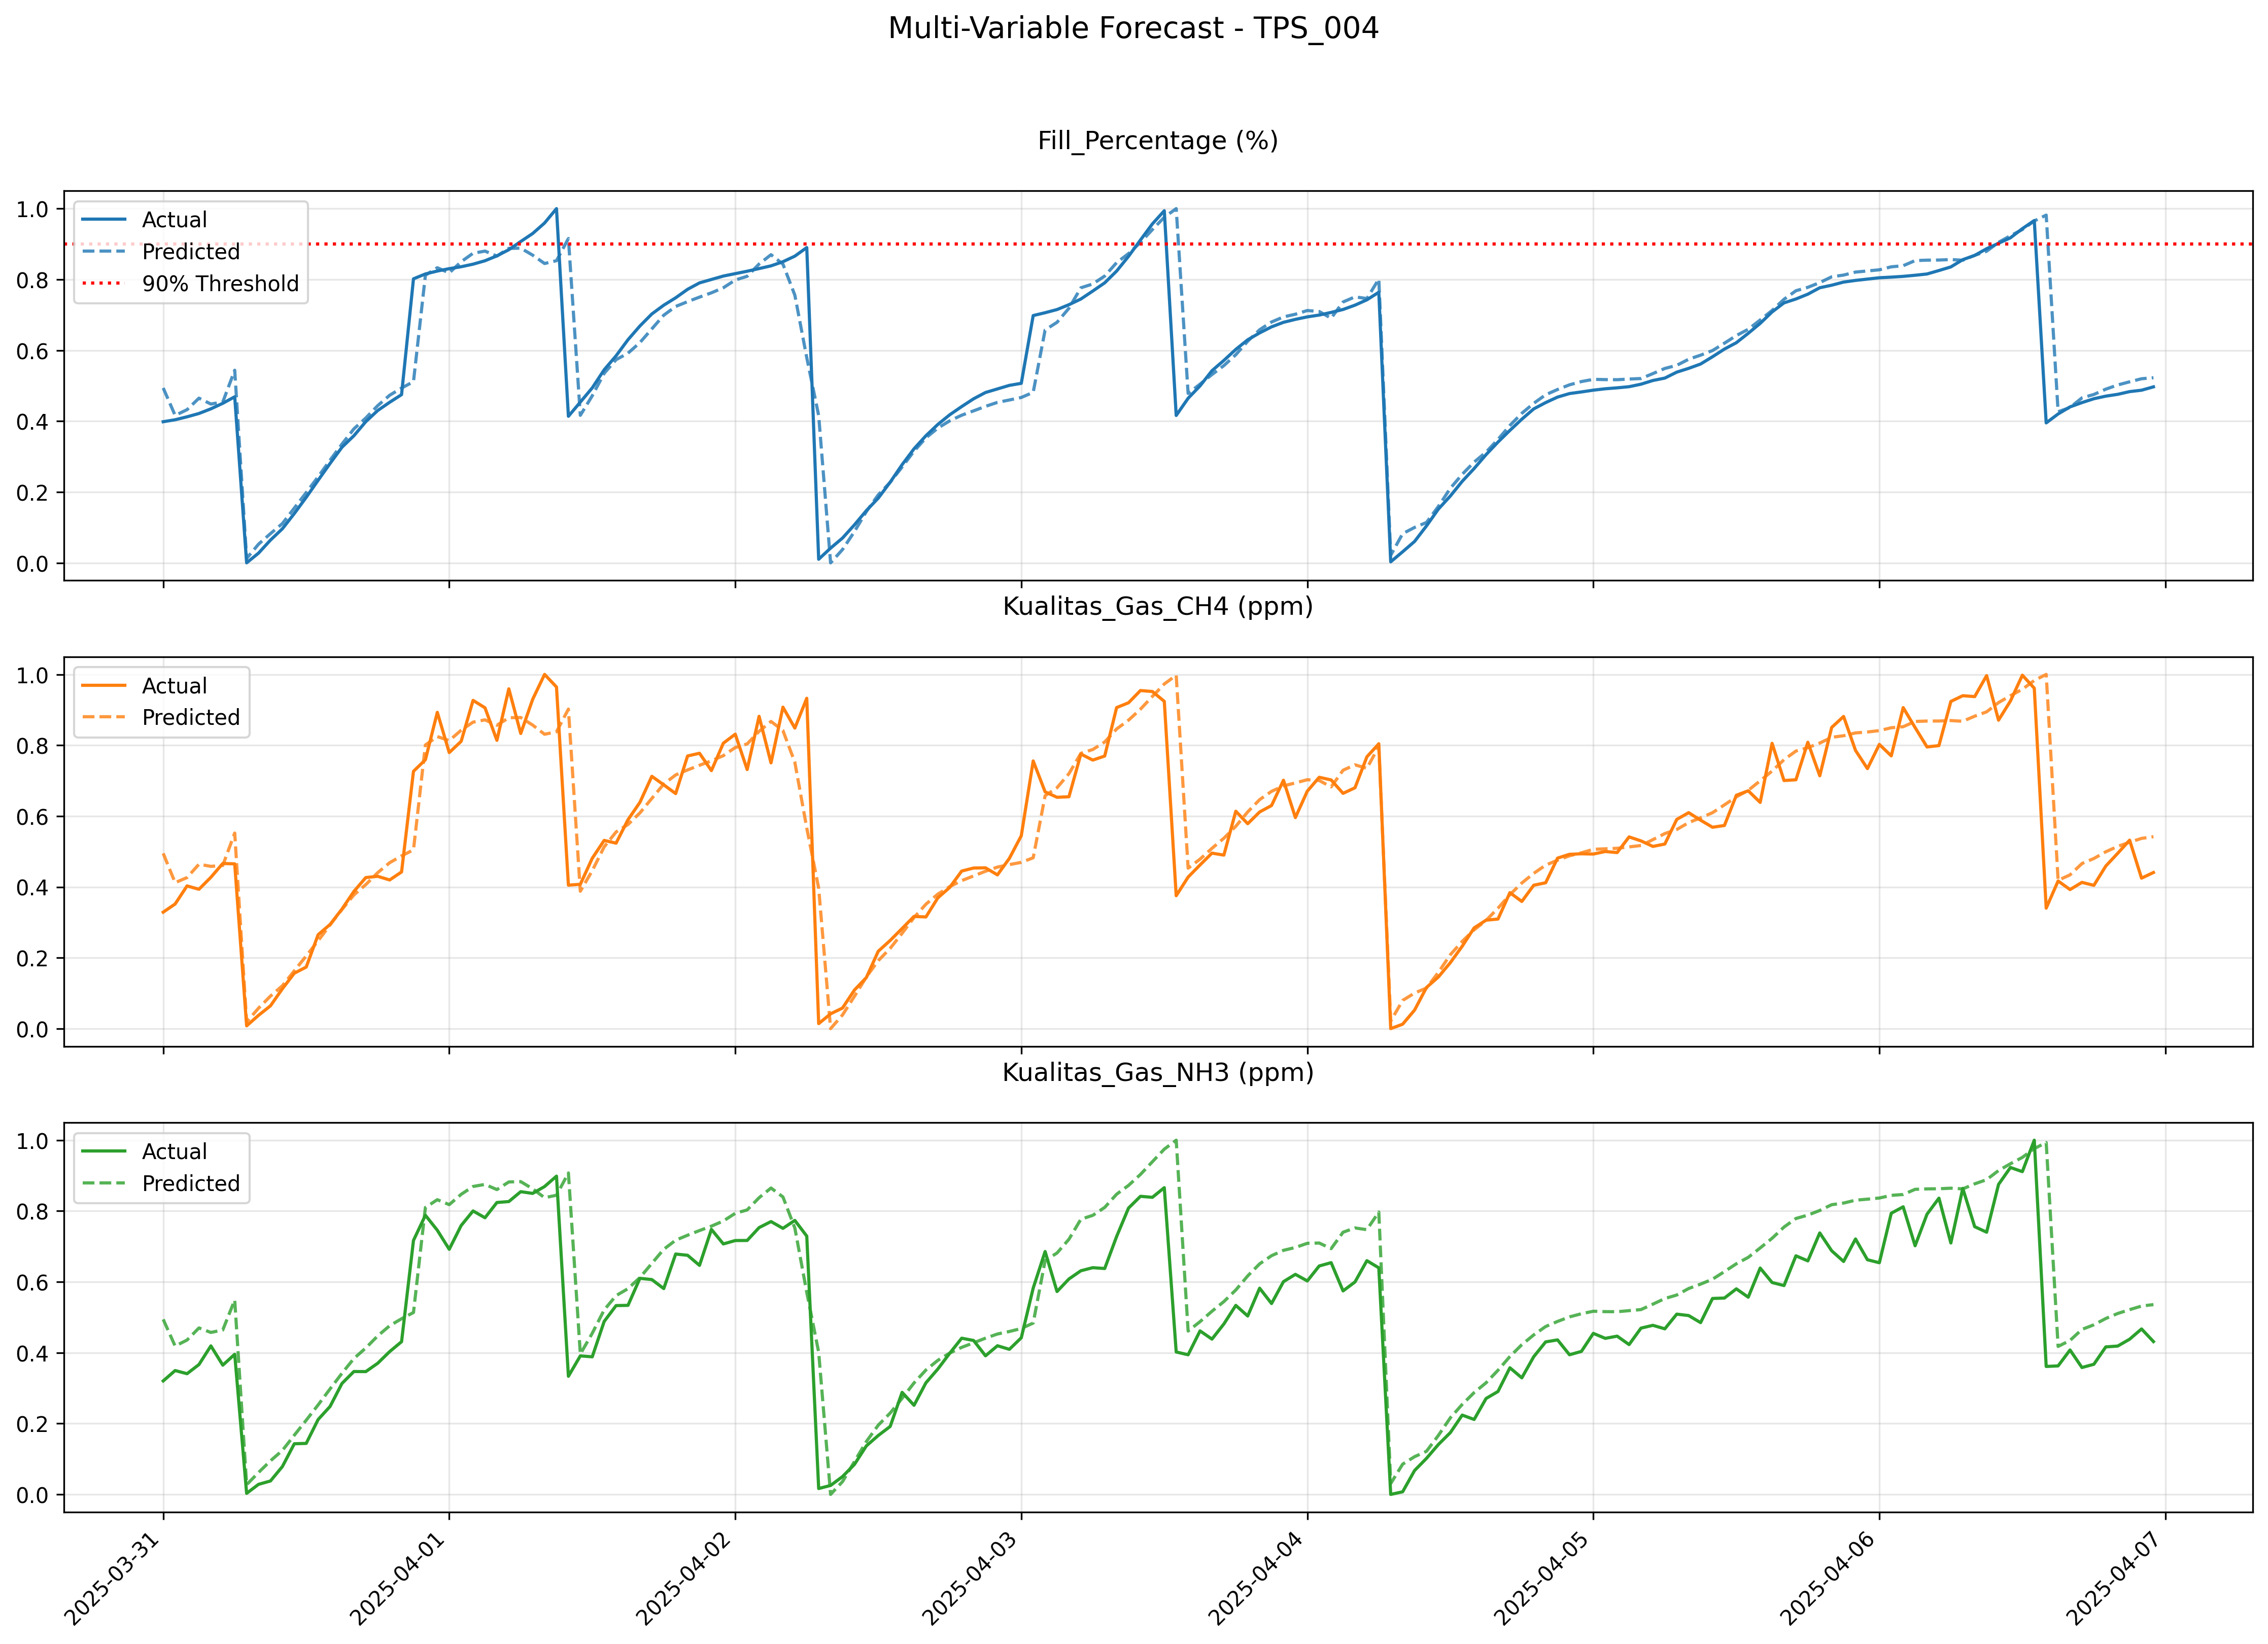 Multi-Variable Forecast - TPS_004
Fill_Percentage (%)
1.0
0.8
0.6
0.4
0.2
0.0
Actual
Predicted
90% Threshold
Kualitas_Gas_CH4 (ppm)
1.0
0.8
0.6
0.4
0.2
0.0
Actual
Predicted
Kualitas_Gas_NH3 (ppm)
1.0
0.8
0.6
0.4
0.2
0.0
Actual
Predicted
2025-03-31
2025-04-01
2025-04-02
2025-04-03
2025-04-04
2025-04-05
2025-04-06
2025-04-07